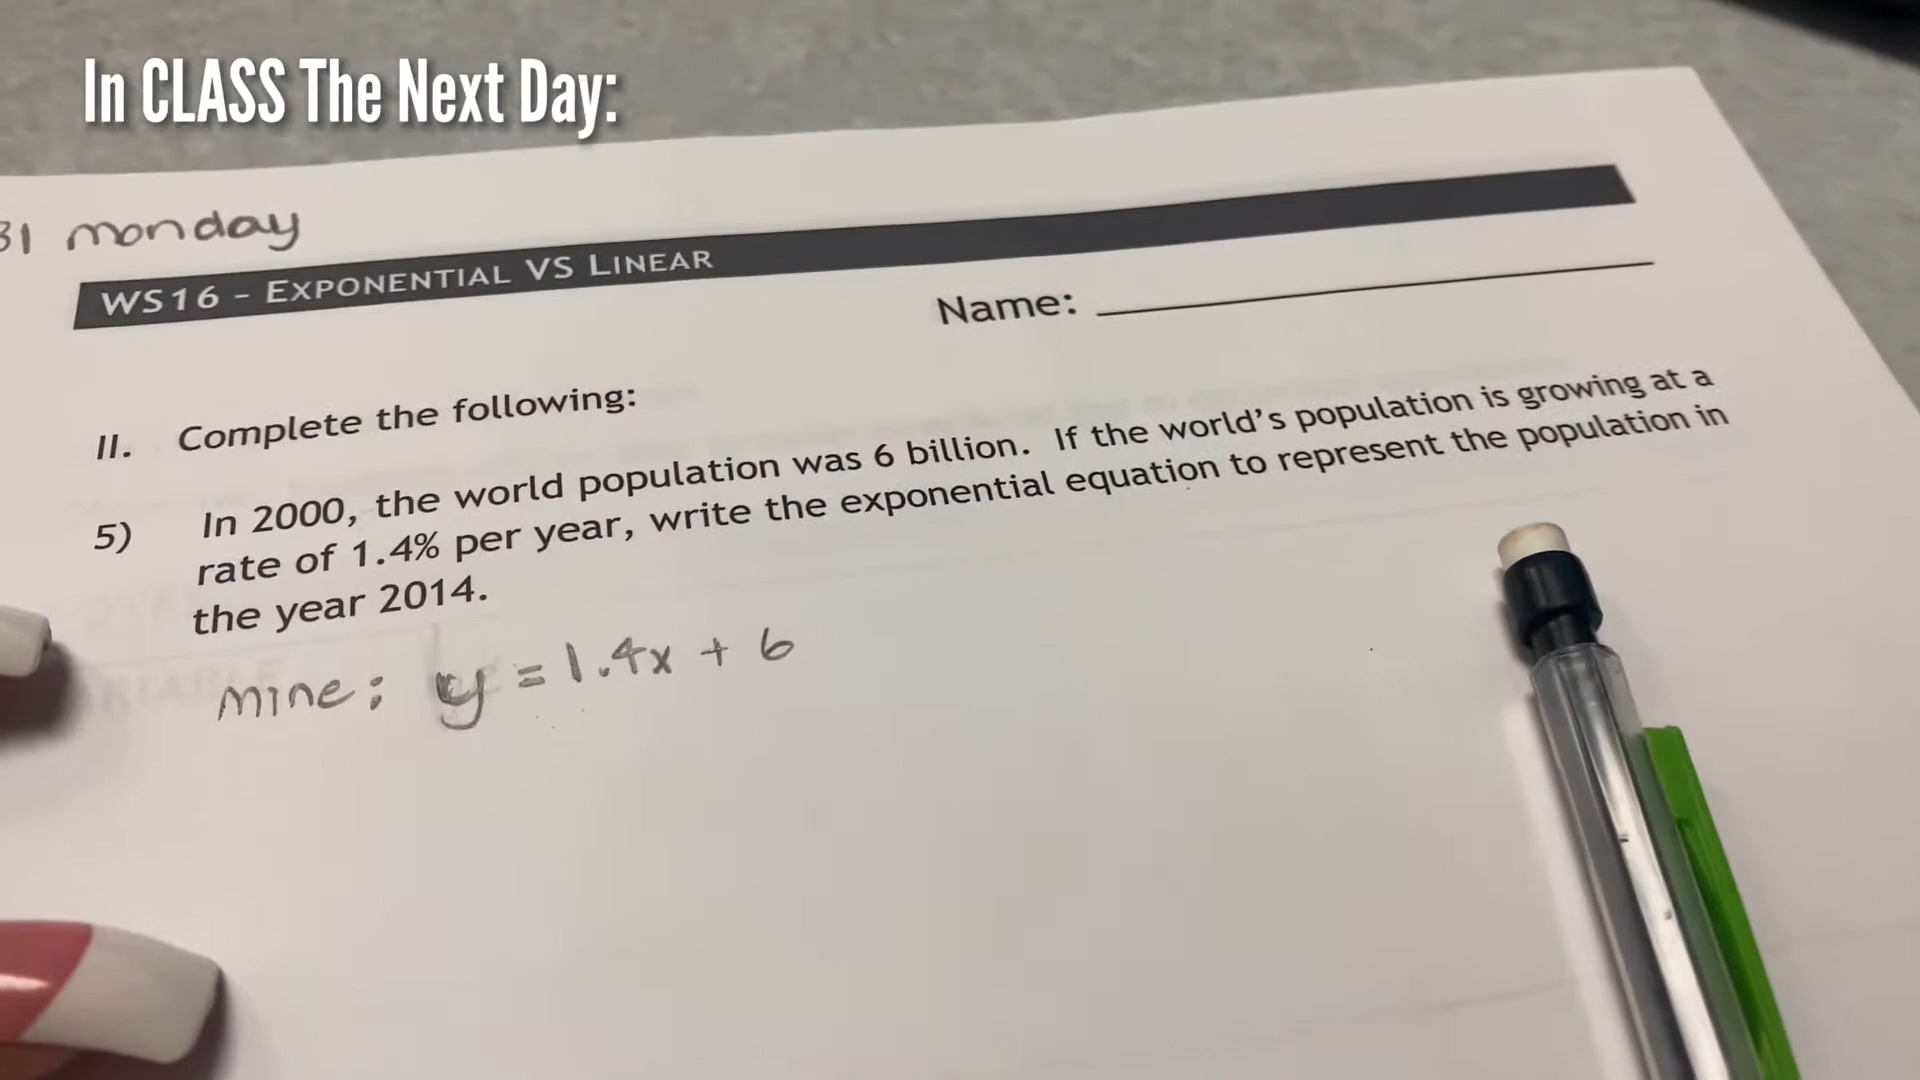 In CLASS The Next Day:
31 monday
WS16 - EXPONENTIAL VS LINEAR
Name:
II. Complete the following:
5) In 2000, the world population was 6 billion. If the world's population is growing at a
rate of 1.4% per year, write the exponential equation to represent the population in
the year 2014.
Mine: y = 1.4x + 6